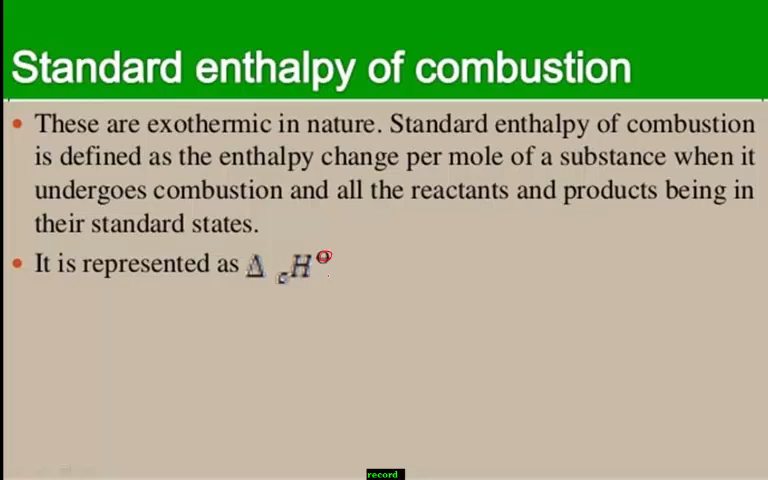 Standard enthalpy of combustion
• These are exothermic in nature. Standard enthalpy of combustion
is defined as the enthalpy change per mole of a substance when it
undergoes combustion and all the reactants and products being in
their standard states.
• It is represented as Δ cH⊖
record